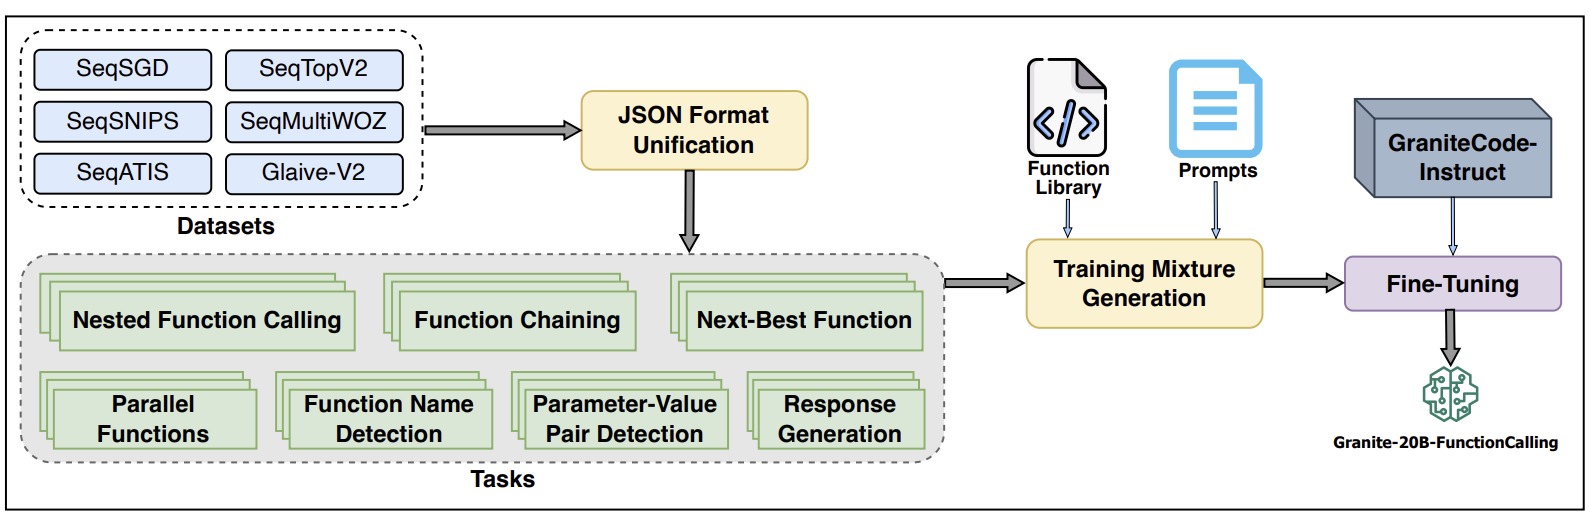 SeqSGD
SeqTopV2
SeqSNIPS
SeqMultiWOZ
SeqATIS
Glaive-V2
Datasets
JSON Format
Unification
Function
Library
Prompts
GraniteCode-
Instruct
Nested Function Calling
Function Chaining
Next-Best Function
Parallel
Functions
Function Name
Detection
Parameter-Value
Pair Detection
Response
Generation
Tasks
Training Mixture
Generation
Fine-Tuning
Granite-20B-FunctionCalling